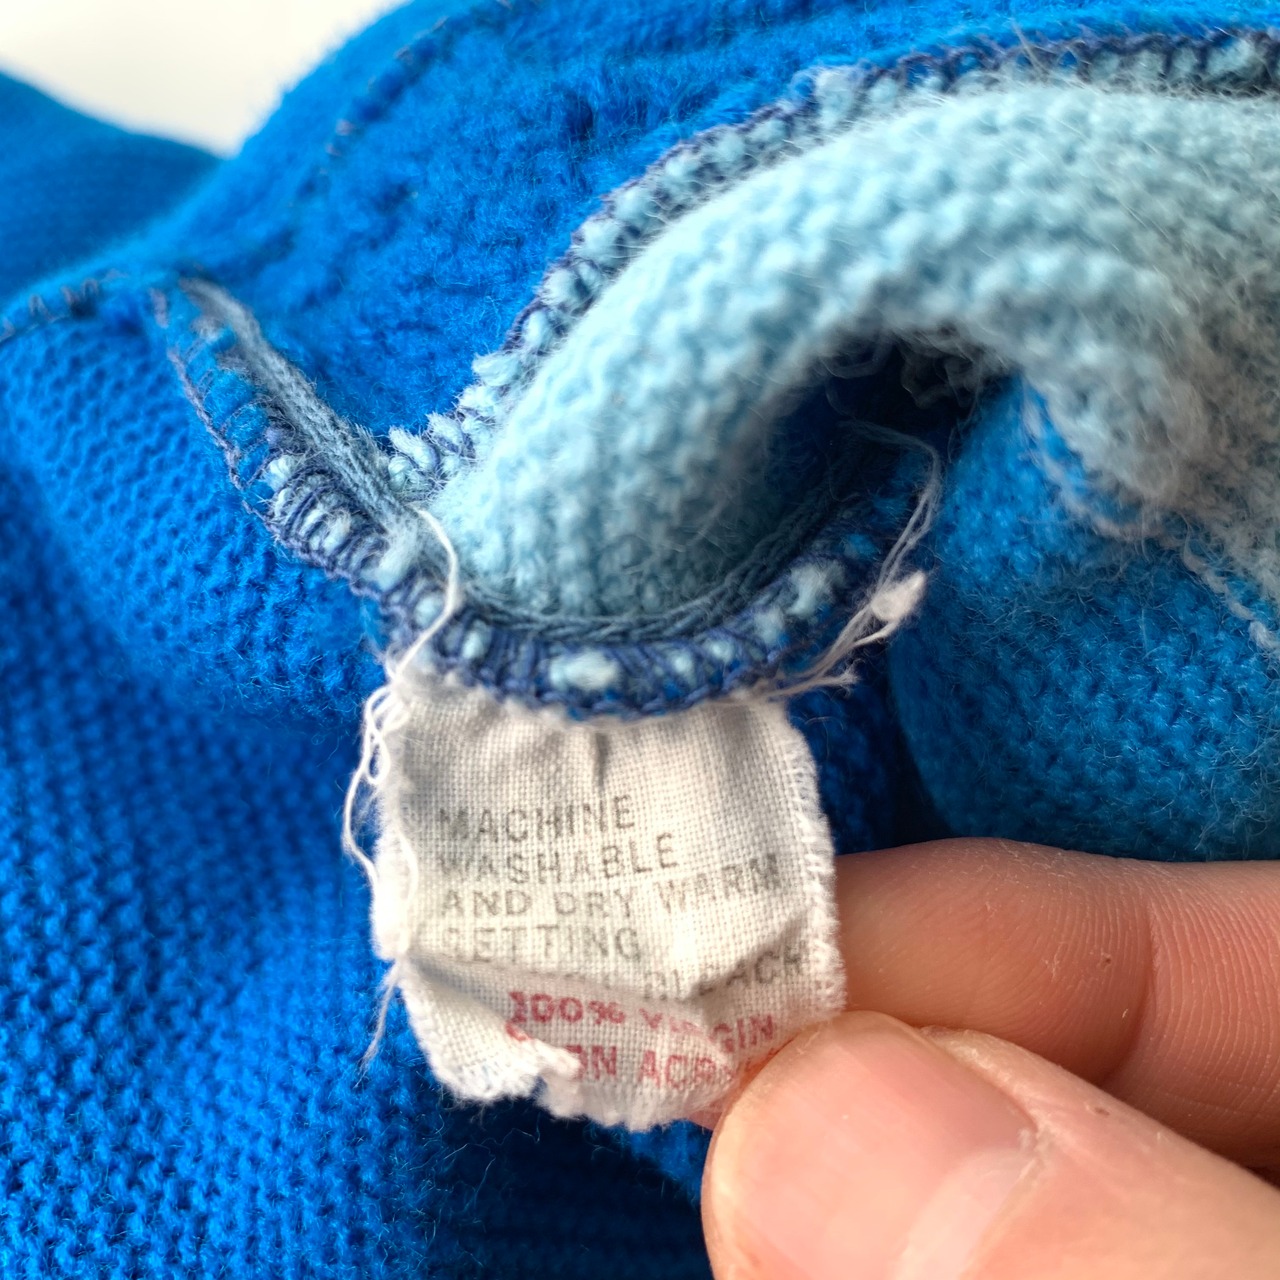 MACHINE
WASHABLE
AND DRY WARM
SETTING
100% VIRGIN